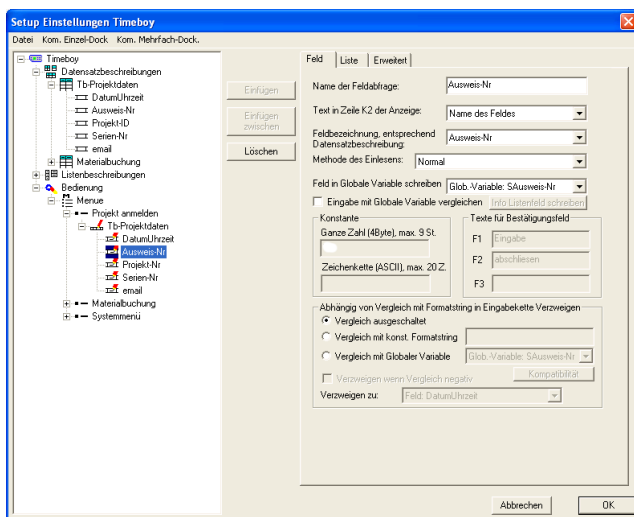 Setup Einstellungen Timeboy
Datei Kom. Einzel-Dock Kom. Mehrfach-Dock.
Timeboy
Datensatzbeschreibungen
Tb-Projektdaten
DatumUhrzeit
Ausweis-Nr
Projekt-ID
Serien-Nr
email
Materialbuchung
Listenbeschreibungen
Bedienung
Menue
Projekt anmelden
Tb-Projektdaten
DatumUhrzeit
Ausweis-Nr
Projekt-Nr
Serien-Nr
email
Materialbuchung
Systemmenü
Einfügen
Einfügen
zwischen
Löschen
Feld Liste Erweitert
Name der Feldabfrage: Ausweis-Nr
Text in Zeile K2 der Anzeige: Name des Feldes
Feldbezeichnung, entsprechend
Datensatzbeschreibung: Ausweis-Nr
Methode des Einlesens: Normal
Feld in Globale Variable schreiben Glob.-Variable: SAusweis-Nr
Eingabe mit Globale Variable vergleichen Info Listenfeld schreiben
Konstante
Ganze Zahl (4Byte), max. 9 St.
Zeichenkette (ASCII), max. 20 Z.
Texte für Bestätigungsfeld
F1 Eingabe
F2 abschliesen
F3
Abhängig von Vergleich mit Formatstring in Eingabekette Verzweigen
Vergleich ausgeschaltet
Vergleich mit konst. Formatstring
Vergleich mit Globaler Variable Glob.-Variable: SAusweis-Nr
Verzweigen wenn Vergleich negativ Kompatibilität
Verzweigen zu: Feld: DatumUhrzeit
Abbrechen OK